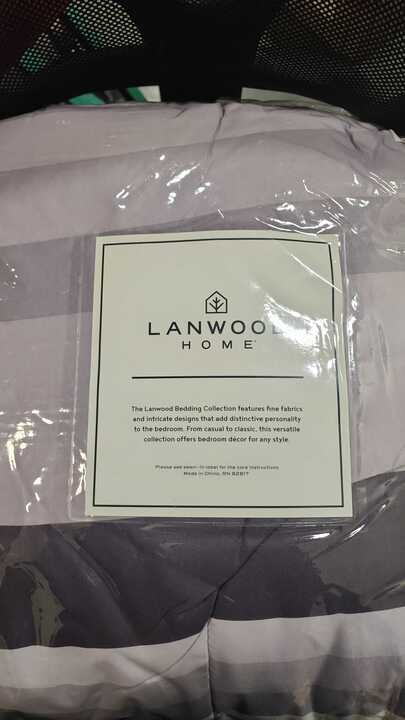 LANWOOD
HOME
The Lanwood Bedding Collection features fine fabrics
and intricate designs that add distinctive personality
to the bedroom. From casual to classic, this versatile
collection offers bedroom décor for any style.
Please see sewn-in label for the care instructions
Made in China, RN 82817